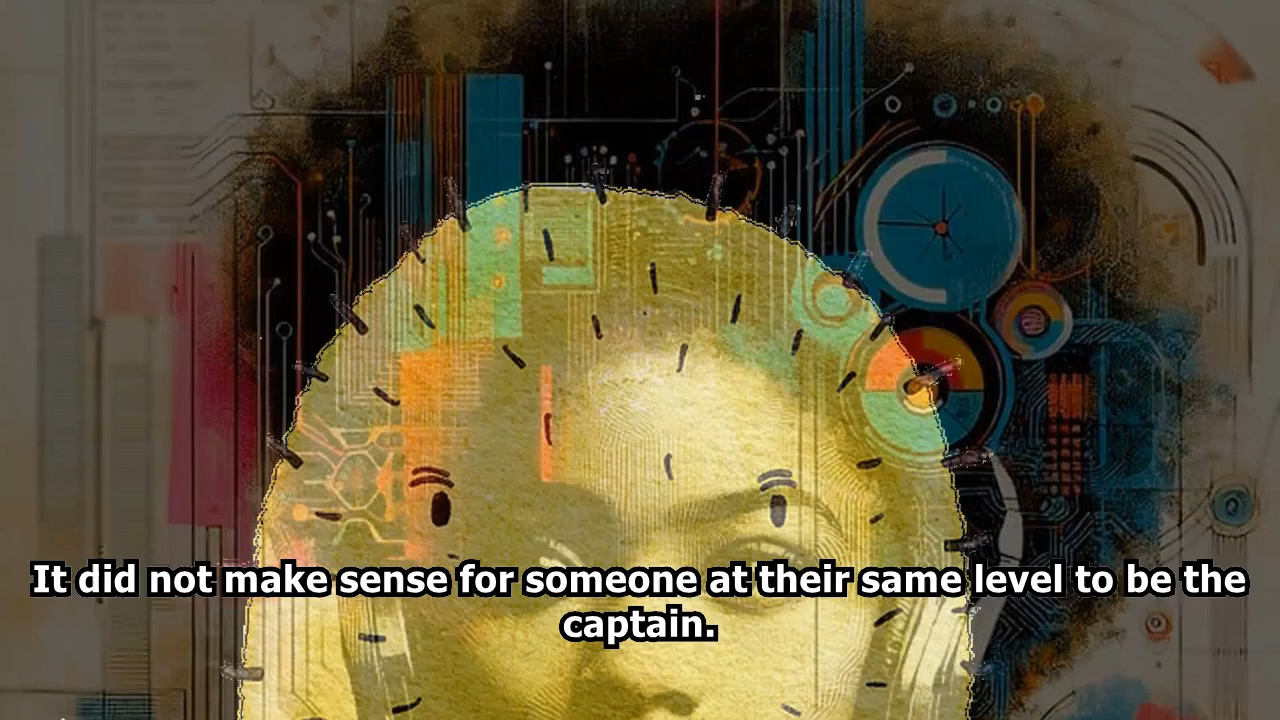 It did not make sense for someone at their same level to be the
captain.